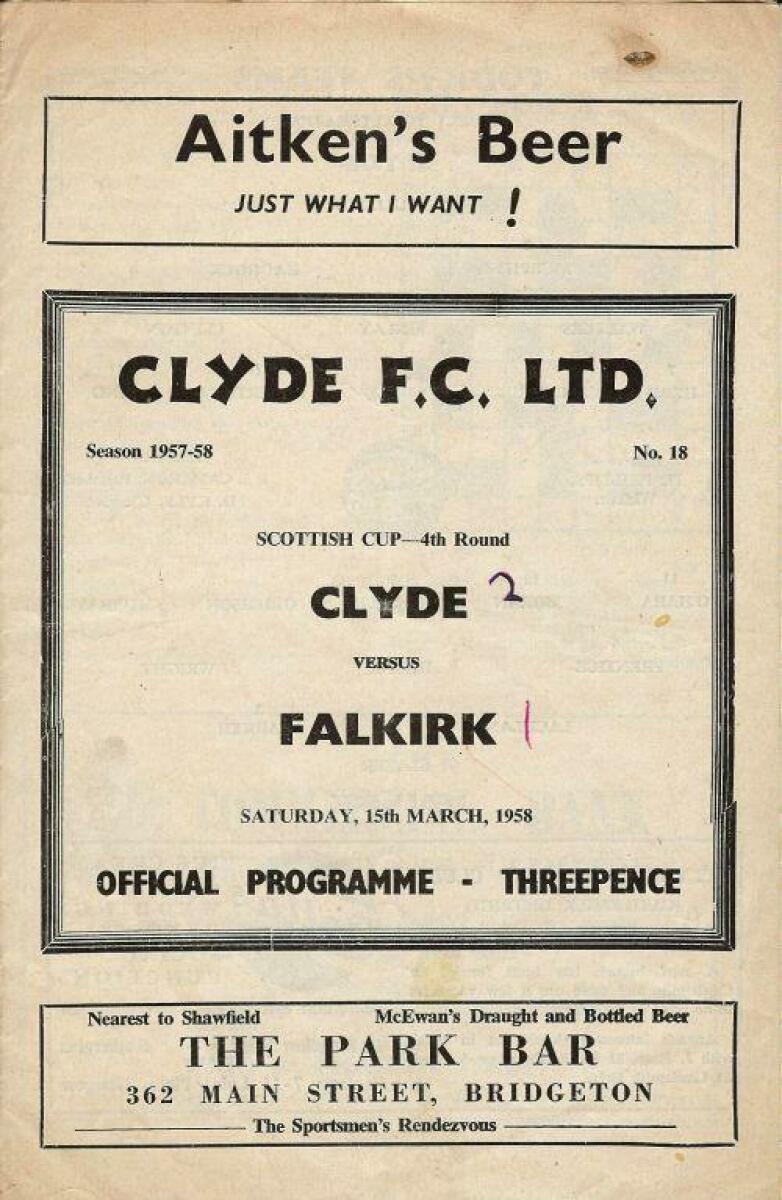 Aitken's Beer
JUST WHAT I WANT !
CLYDE F.C. LTD.
Season 1957-58 No. 18
SCOTTISH CUP—4th Round
CLYDE 2
VERSUS
FALKIRK 1
SATURDAY, 15th MARCH, 1958
OFFICIAL PROGRAMME - THREEPENCE
Nearest to Shawfield McEwan's Draught and Bottled Beer
THE PARK BAR
362 MAIN STREET, BRIDGETON
The Sportsmen's Rendezvous